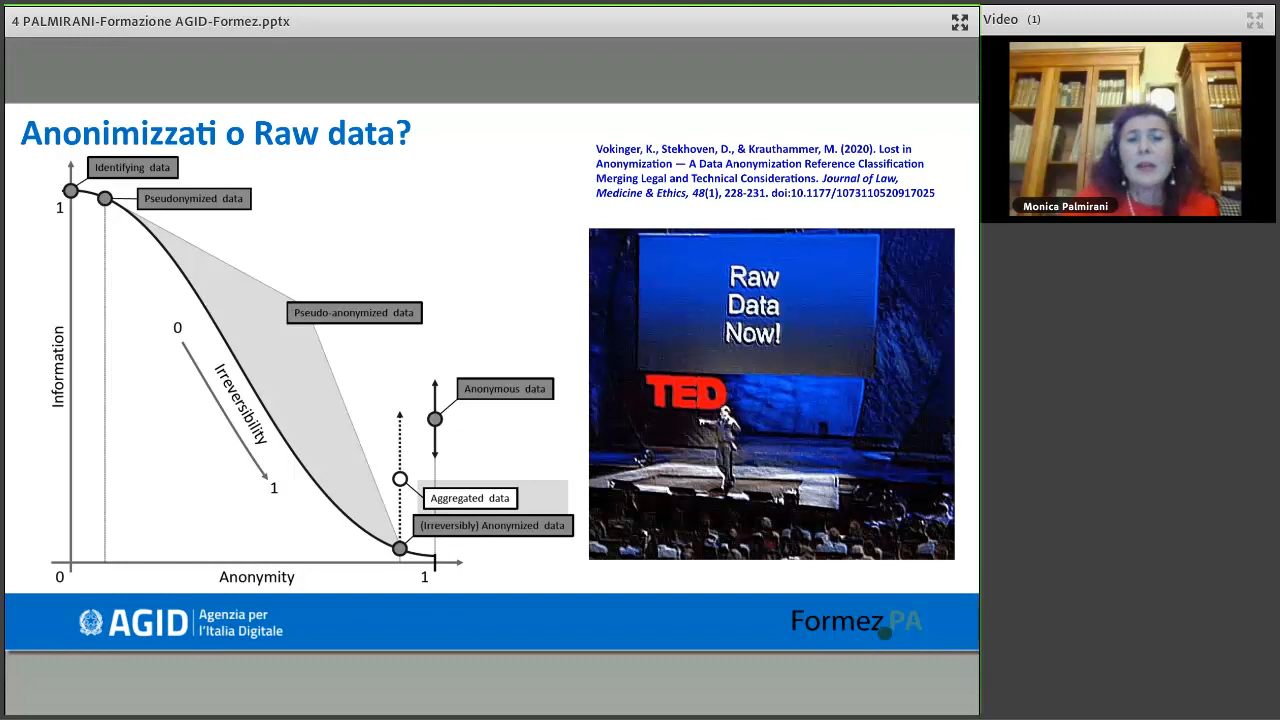 4 PALMIRANI-Formazione AGID-Formez.pptx
Video (1)
Monica Palmirani
Anonimizzati o Raw data?
Identifying data
Pseudonymized data
1
Pseudo-anonymized data
0
Information
Irreversibility
1
Anonymous data
Aggregated data
(Irreversibly) Anonymized data
0
Anonymity
1
Vokinger, K., Stekhoven, D., & Krauthammer, M. (2020). Lost in
Anonymization — A Data Anonymization Reference Classification
Merging Legal and Technical Considerations. Journal of Law,
Medicine & Ethics, 48(1), 228-231. doi:10.1177/1073110520917025
Raw
Data
Now!
TED
AGID
Agenzia per
l'Italia Digitale
Formez PA